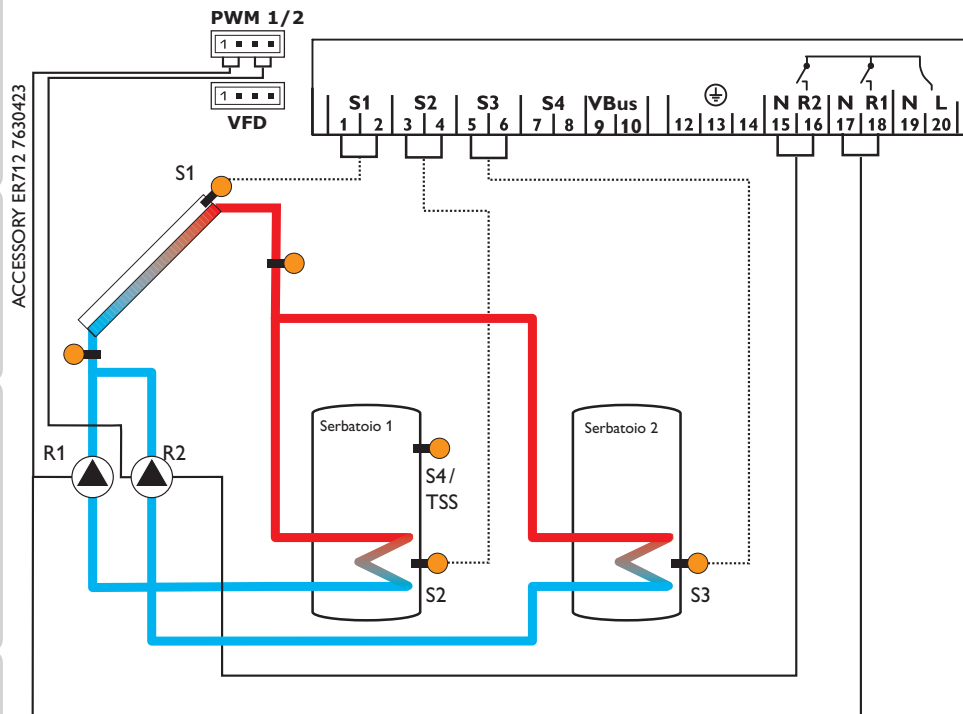 PWM 1/2
1
1
VFD
ACCESSORY ER712 7630423
S1 S2 S3 S4 VBus N R2 N R1 N L
1 2 3 4 5 6 7 8 9 10 12 13 14 15 16 17 18 19 20
S1
Serbatoio 1
Serbatoio 2
R1
R2
S4/
TSS
S2
S3